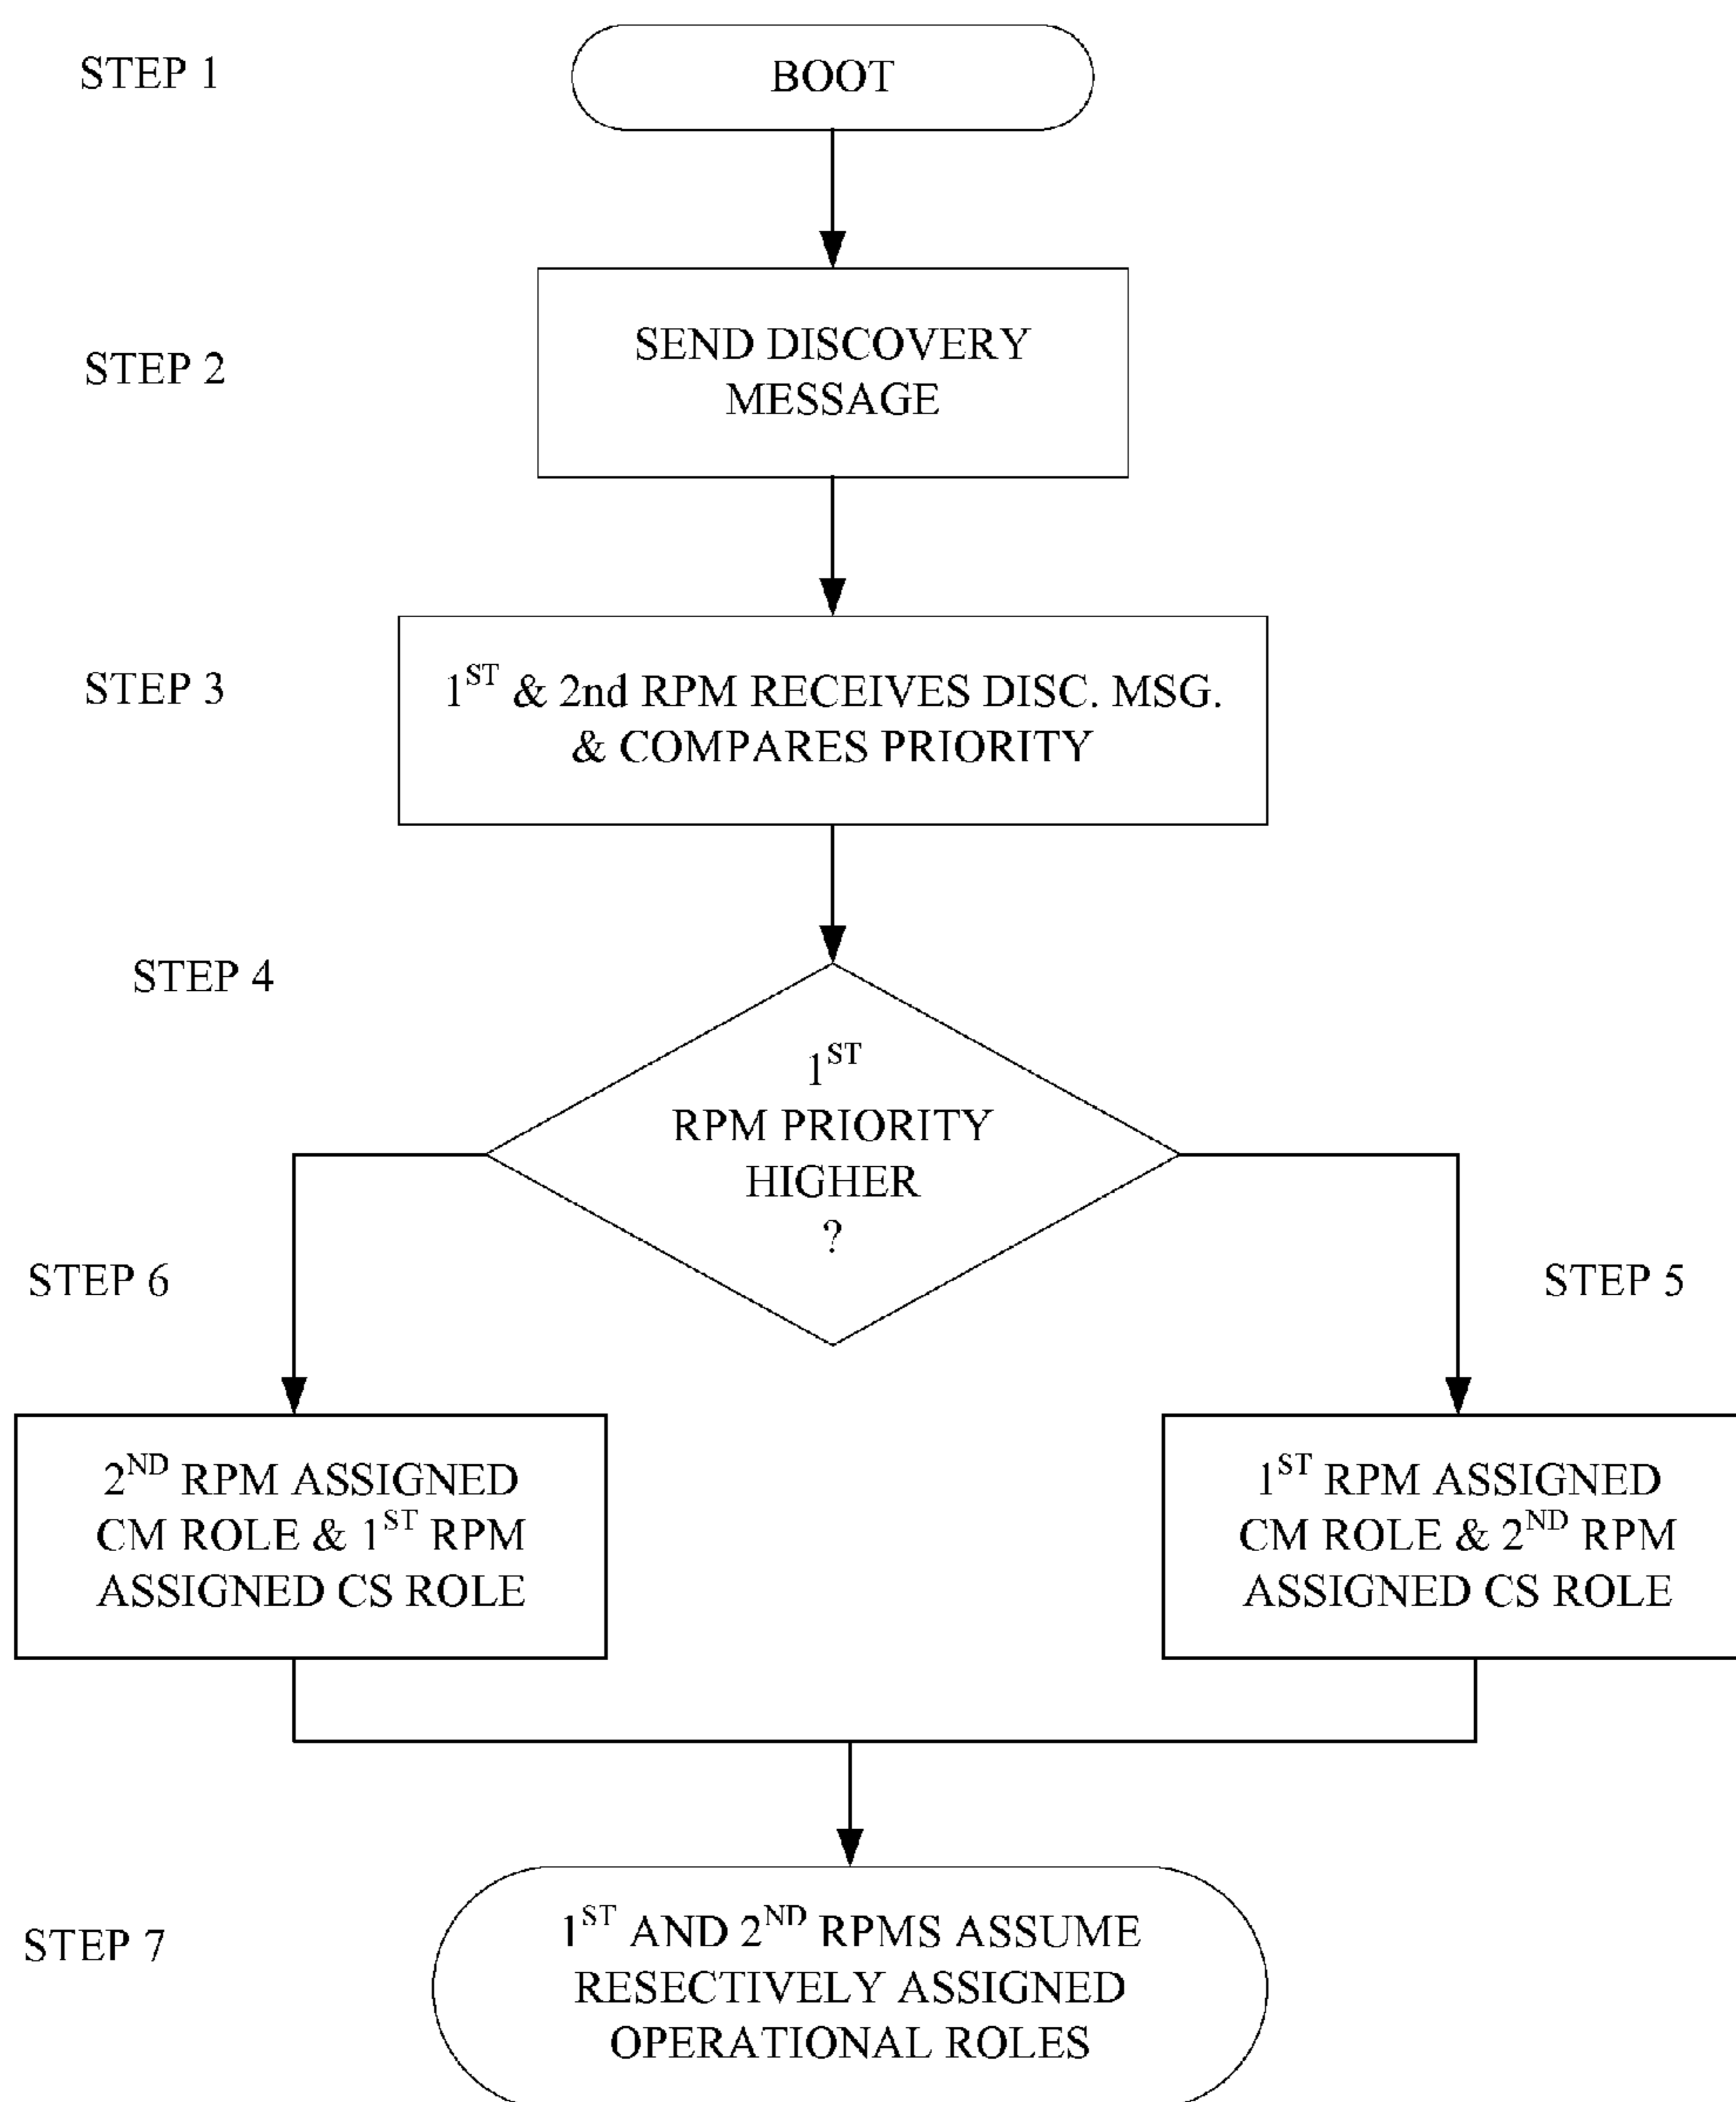 STEP 1
BOOT
STEP 2
SEND DISCOVERY
MESSAGE
STEP 3
1ST & 2nd RPM RECEIVES DISC. MSG.
& COMPARES PRIORITY
STEP 4
1ST
RPM PRIORITY
HIGHER
?
STEP 6
STEP 5
2ND RPM ASSIGNED
CM ROLE & 1ST RPM
ASSIGNED CS ROLE
1ST RPM ASSIGNED
CM ROLE & 2ND RPM
ASSIGNED CS ROLE
STEP 7
1ST AND 2ND RPMS ASSUME
RESECTIVELY ASSIGNED
OPERATIONAL ROLES